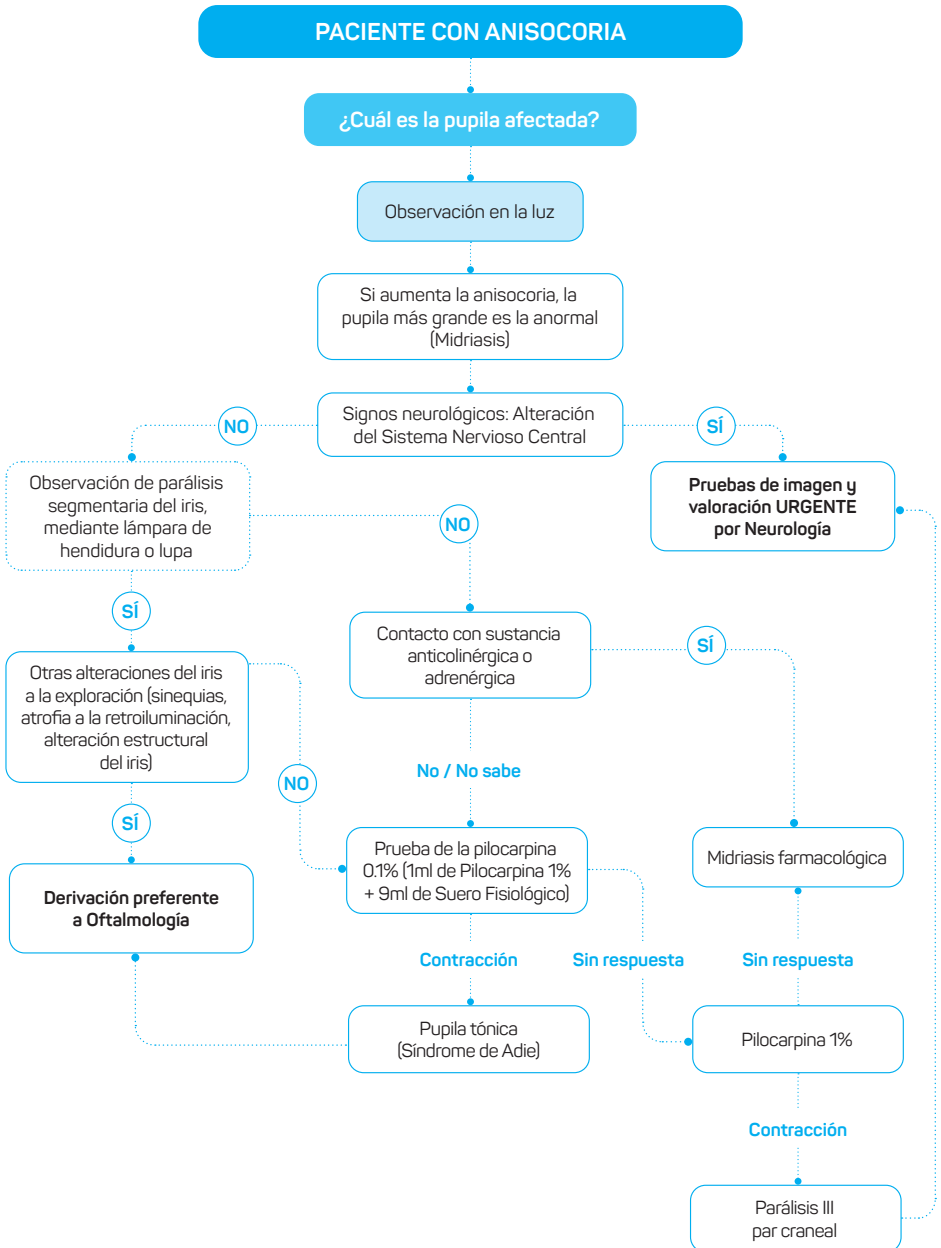 PACIENTE CON ANISOCORIA
¿Cuál es la pupila afectada?
Observación en la luz
Si aumenta la anisocoria, la
pupila más grande es la anormal
(Midriasis)
Signos neurológicos: Alteración
del Sistema Nervioso Central
NO
SÍ
Observación de parálisis
segmentaria del iris,
mediante lámpara de
hendidura o lupa
Pruebas de imagen y
valoración URGENTE
por Neurología
NO
SÍ
Contacto con sustancia
anticolinérgica o
adrenérgica
SÍ
Otras alteraciones del iris
a la exploración (sinequias,
atrofia a la retroiluminación,
alteración estructural
del iris)
No / No sabe
NO
SÍ
Prueba de la pilocarpina
0.1% (1ml de Pilocarpina 1%
+ 9ml de Suero Fisiológico)
Midriasis farmacológica
Derivación preferente
a Oftalmología
Contracción
Sin respuesta
Sin respuesta
Pupila tónica
(Síndrome de Adie)
Pilocarpina 1%
Contracción
Parálisis III
par craneal